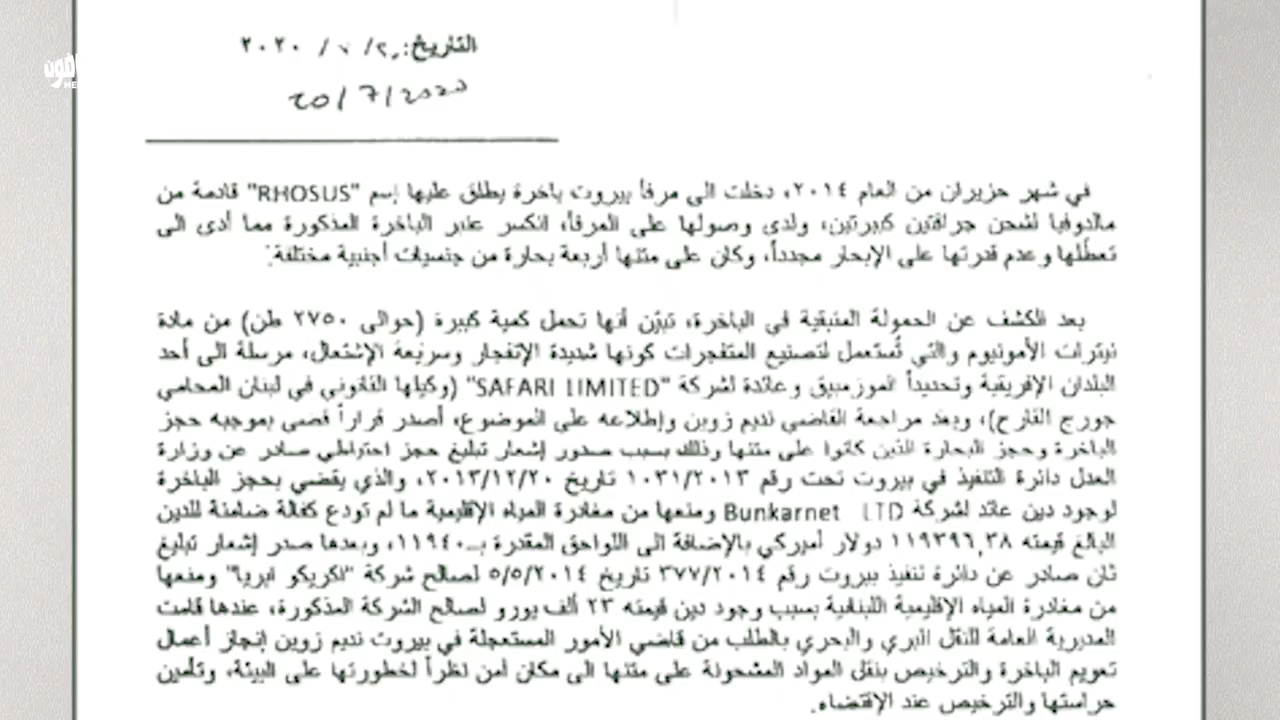 التاريخ: ٢٠/٧/٢٠٢٠
20/7/2020
في شهر حزيران من العام ٢٠١٤، دخلت الى مرفأ بيروت باخرة يطلق عليها إسم "RHOSUS" قادمة من
مالدوفيا لشحن جرافتين كبيرتين، ولدى وصولها على المرفأ، انكسر عنبر الباخرة المذكورة مما أدى الى
تعطّلها وعدم قدرتها على الإبحار مجدداً، وكان على متنها أربعة بحارة من جنسيات أجنبية مختلفة.
بعد الكشف عن الحمولة المتبقية في الباخرة، تبيّن أنها تحمل كمية كبيرة (حوالى ٢٧٥٠ طن) من مادة
نيترات الأمونيوم والتي تُستعمل لتصنيع المتفجرات كونها شديدة الإنفجار وسريعة الإشتعال، مرسلة الى أحد
البلدان الإفريقية وتحديداً الموزمبيق وعائدة لشركة "SAFARI LIMITED" (وكيلها القانوني في لبنان المحامي
جورج القارح)، وبعد مراجعة القاضي نديم زوين وإطلاعه على الموضوع، أصدر قراراً قضى بموجبه حجز
الباخرة وحجز البحارة الذين كانوا على متنها وذلك بسبب صدور إشعار تبليغ حجز احتياطي صادر عن وزارة
العدل دائرة التنفيذ في بيروت تحت رقم ١٠٣١/٢٠١٣ تاريخ ٢٠١٣/١٢/٢٠، والذي يقضي بحجز الباخرة
لوجود دين عائد لشركة Bunkarnet LTD ومنعها من مغادرة المياه الإقليمية ما لم تودع كفالة ضامنة للدين
البالغ قيمته ١١٩٣٩٦,٣٨ دولار أميركي بالإضافة الى اللواحق المقدرة بـ١١٩٤٠، وبعدها صدر إشعار تبليغ
ثان صادر عن دائرة تنفيذ بيروت رقم ٣٧٧/٢٠١٤ تاريخ ٥/٥/٢٠١٤ لصالح شركة "اكريكو ابريا" ومنعها
من مغادرة المياه الإقليمية اللبنانية بسبب وجود دين قيمته ٢٣ ألف يورو لصالح الشركة المذكورة، عندها قامت
المديرية العامة للنقل البري والبحري بالطلب من قاضي الأمور المستعجلة في بيروت نديم زوين إنجاز أعمال
تعويم الباخرة والترخيص بنقل المواد المشحونة على متنها الى مكان امن نظراً لخطورتها على البيئة، وتأمين
حراستها والترخيص عند الإقتضاء.